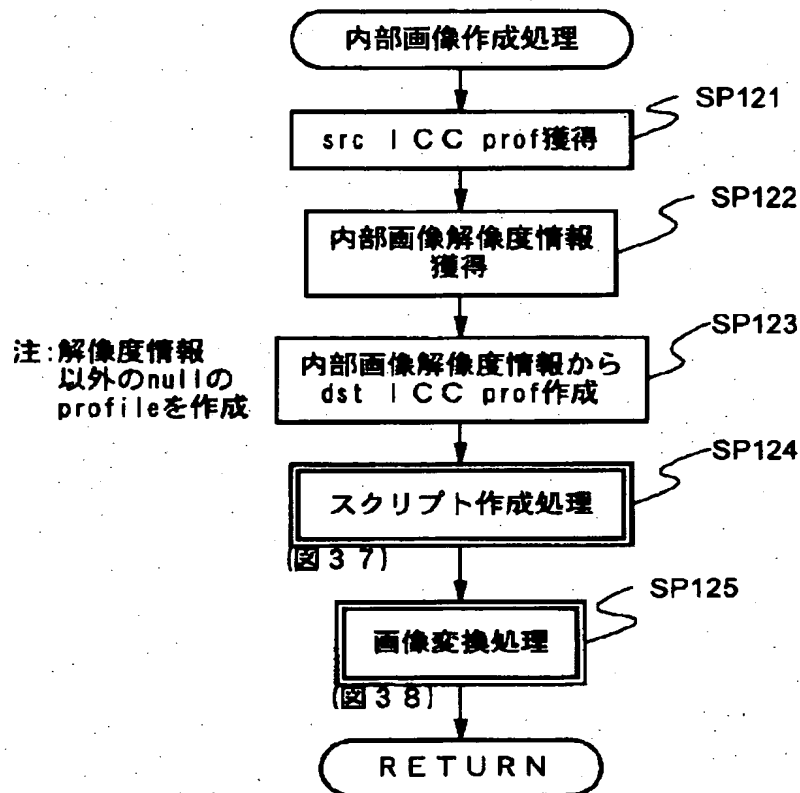 内部画像作成処理
SP121
src ICC prof獲得
SP122
内部画像解像度情報
獲得
SP123
注:解像度情報
以外のnullの
profileを作成
内部画像解像度情報から
dst ICC prof作成
SP124
スクリプト作成処理
(図37)
SP125
画像変換処理
(図38)
RETURN